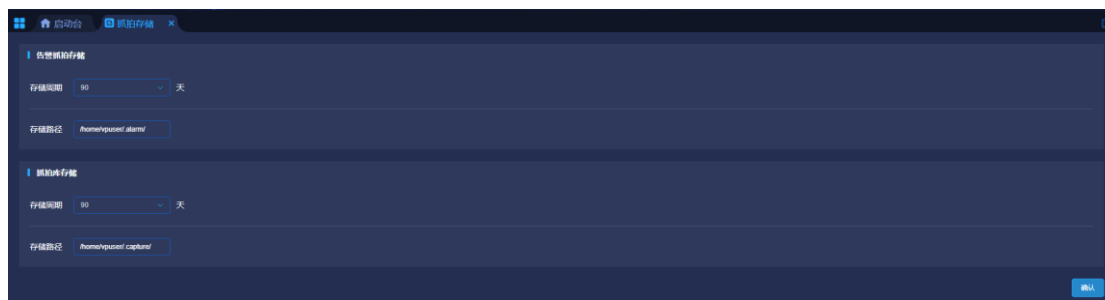 启动台 抓拍存储 ×
告警抓拍存储
存储周期 90 天
存储路径 /home/vpuser/.alarm/
抓拍库存储
存储周期 90 天
存储路径 /home/vpuser/.capture/
确认